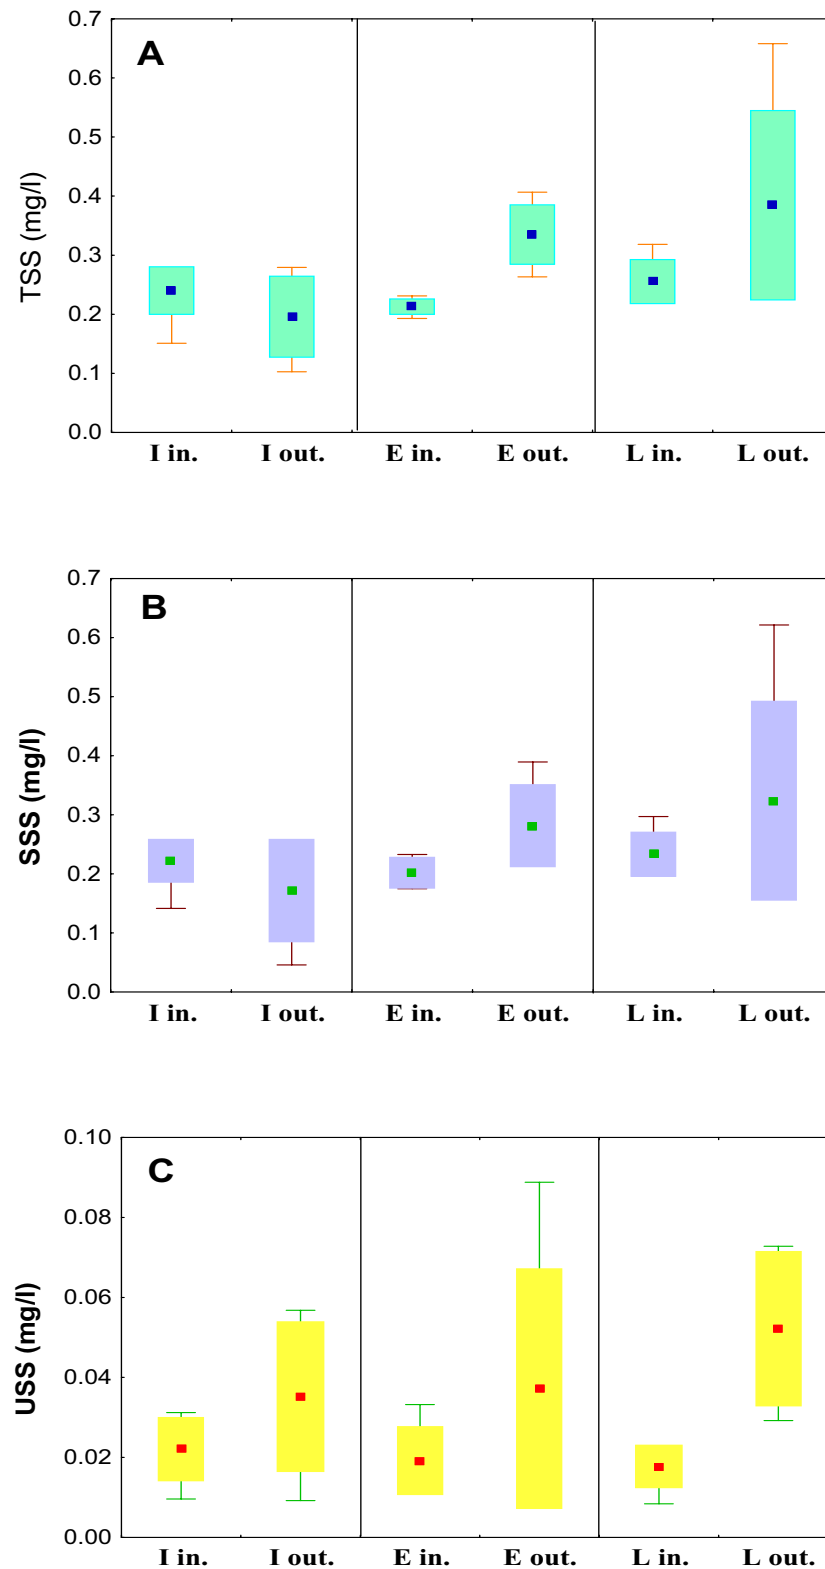 0.7
A
0.6
0.5
0.4
0.3
0.2
0.1
0.0
TSS (mg/l)
I in. I out. E in. E out. L in. L out.
0.7
B
0.6
0.5
0.4
0.3
0.2
0.1
0.0
SSS (mg/l)
I in. I out. E in. E out. L in. L out.
0.10
C
0.08
0.06
0.04
0.02
0.00
USS (mg/l)
I in. I out. E in. E out. L in. L out.